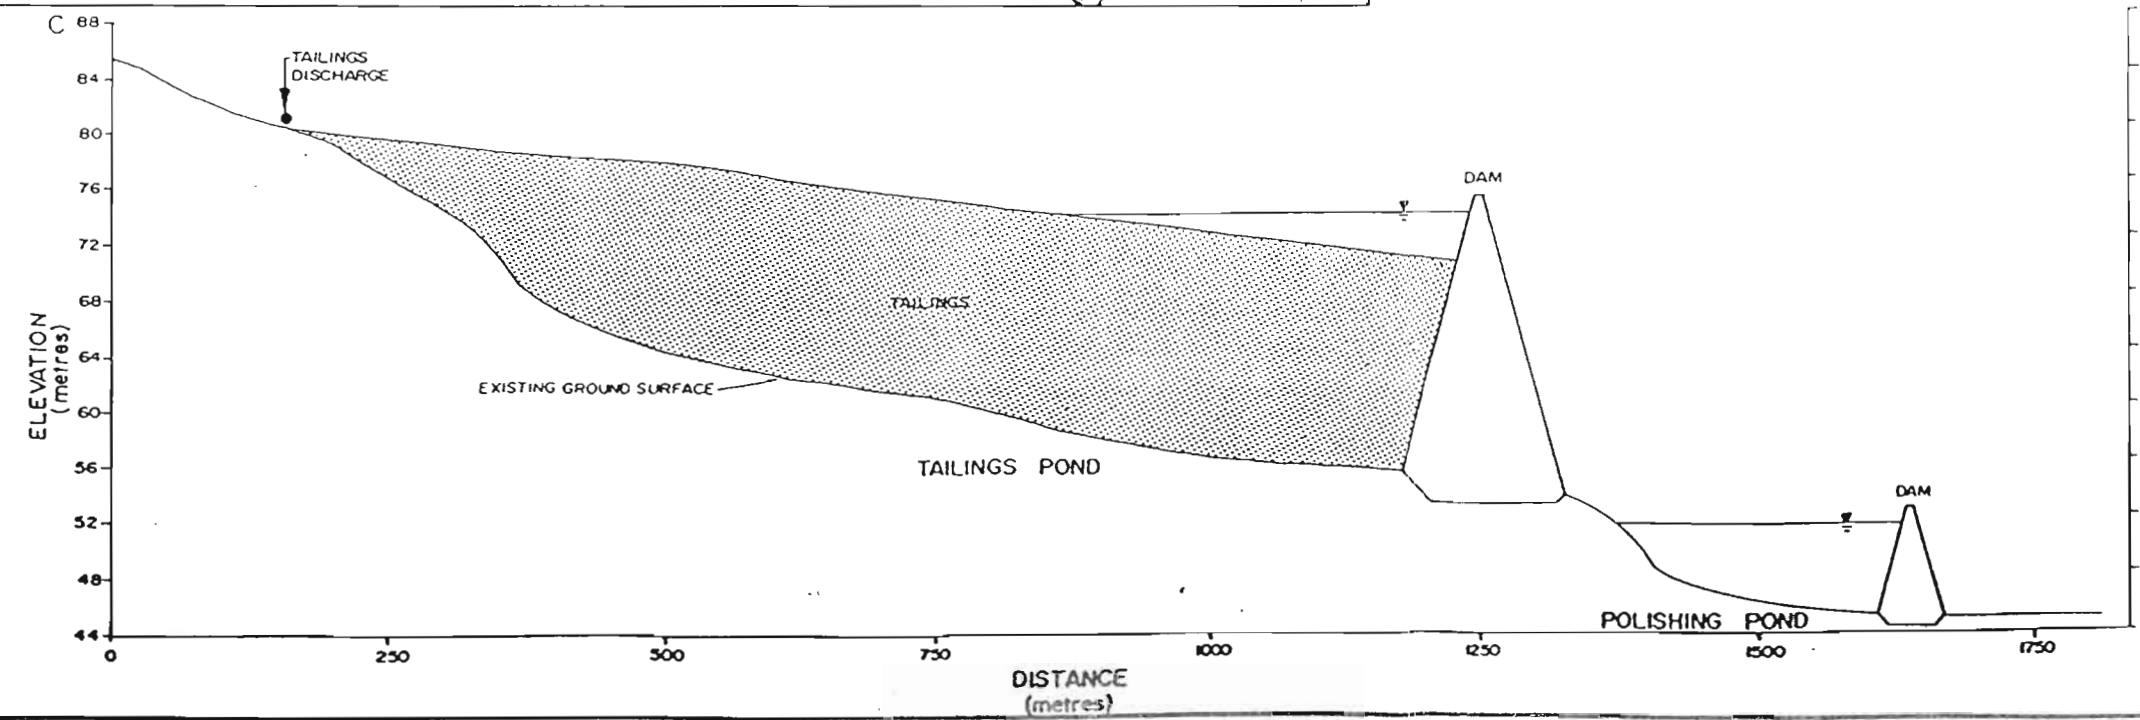 C
88
84
80
76
72
68
64
60
56
52
48
44
ELEVATION
(metres)
TAILINGS
DISCHARGE
DAM
TAILINGS
EXISTING GROUND SURFACE
TAILINGS POND
DAM
POLISHING POND
0
250
500
750
1000
1250
1500
1750
DISTANCE
(metres)